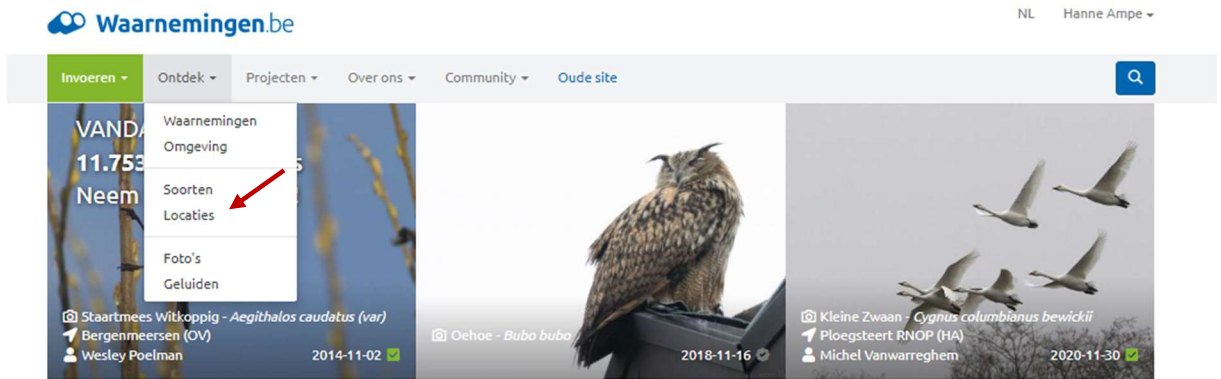 Waarnemingen.be
NL Hanne Ampe
Invoeren Ontdek Projecten Over ons Community Oude site
Waarnemingen
Omgeving
Soorten
Locaties
Foto's
Geluiden
11.753
Neem
Staartmees Witkoppig - Aegithalos caudatus (var)
Bergenmeersen (OV)
Wesley Poelman 2014-11-02
Oehoe - Bubo bubo
2018-11-16
Kleine Zwaan - Cygnus columbianus bewickii
Ploegsteert RNOP (HA)
Michel Vanwarreghem 2020-11-30